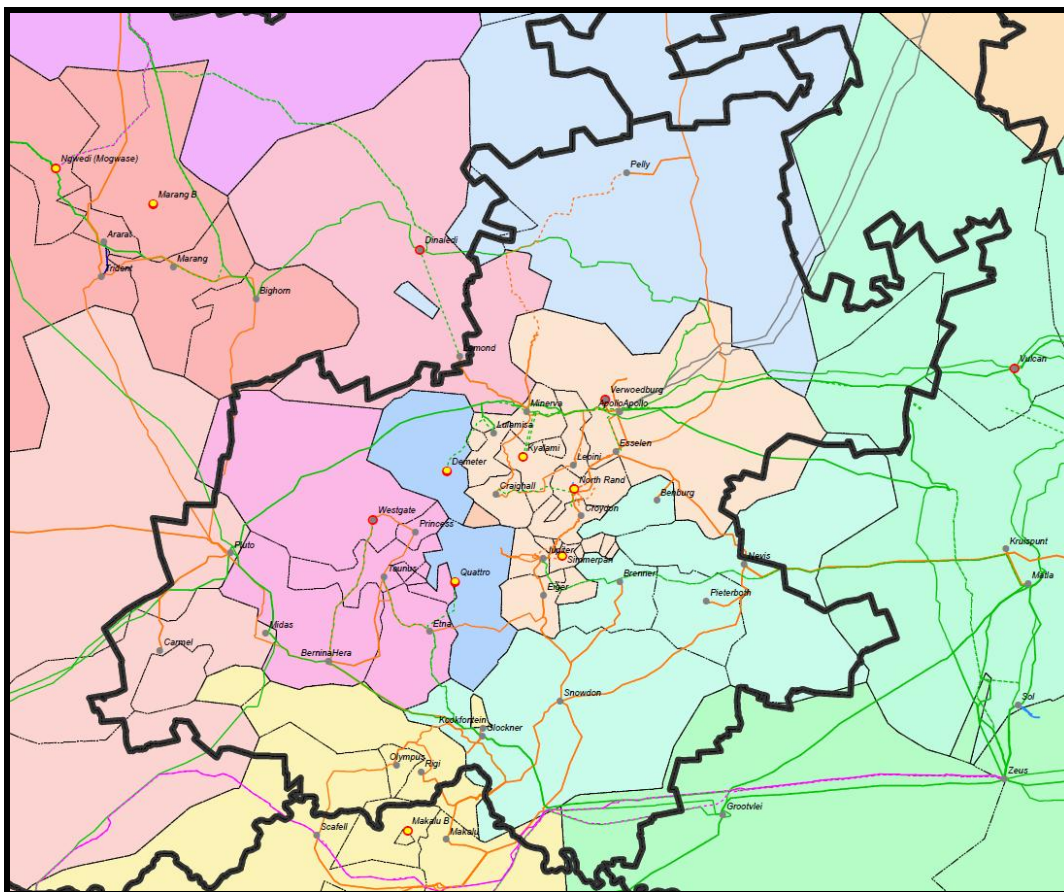 Pelly
Ngwedi (Mogwase)
Marang B
Ararat
Dinaledi
Marang
Trident
Bighorn
Lomond
Vulcan
Verwoedburg
Minerva
ApolloApollo
Lulamisa
Esselen
Kyalami
Lepini
Demeter
North Rand
Craighall
Benburg
Westgate
Croydon
Princess
Pluto
Jupiter
Simmerpan
Nevis
Kruispunt
Taunus
Quattro
Brenner
Matla
Eiger
Pieterboth
Midas
Etna
Carmel
BerninaHera
Snowdon
Sol
Kookfontein
Glockner
Olympus
Rigi
Zeus
Grootvlei
Scafell
Makalu B
Makalu